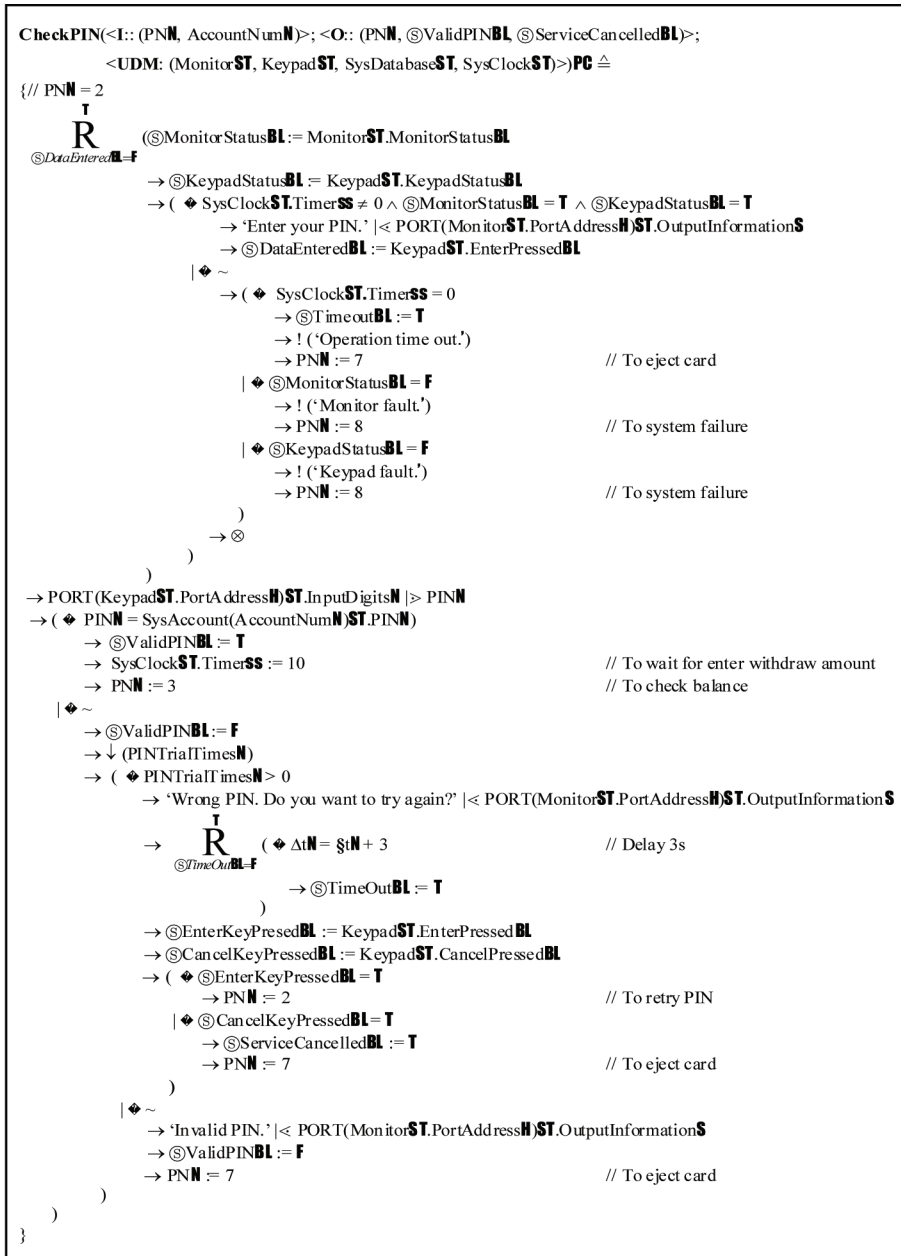 CheckPIN(<I:: (PNN, AccountNumN)>; <O:: (PNN, ⓈValidPINBL, ⓈServiceCancelledBL)>;
<UDM: (MonitorST, KeypadST, SysDatabaseST, SysClockST)>)PC ≙
{// PNN = 2
T
R (ⓈMonitorStatusBL := MonitorST.MonitorStatusBL
ⓈDataEnteredBL=F
→ ⓈKeypadStatusBL := KeypadST.KeypadStatusBL
→ ( � ◆ SysClockST.Timerss ≠ 0 ∧ ⓈMonitorStatusBL = T ∧ ⓈKeypadStatusBL = T
→ ‘Enter your PIN.’ |< PORT(MonitorST.PortAddressH)ST.OutputInformationS
→ ⓈDataEnteredBL := KeypadST.EnterPressedBL
| � ◆ ~
→ ( � ◆ SysClockST.Timerss = 0
→ ⓈTimeoutBL := T
→ ! (‘Operation time out.’)
→ PNN := 7 // To eject card
| � ◆ ⓈMonitorStatusBL = F
→ ! (‘Monitor fault.’)
→ PNN := 8 // To system failure
| � ◆ ⓈKeypadStatusBL = F
→ ! (‘Keypad fault.’)
→ PNN := 8 // To system failure
)
→ ⊗
)
)
→ PORT(KeypadST.PortAddressH)ST.InputDigitsN |> PINN
→ ( � ◆ PINN = SysAccount(AccountNumN)ST.PINN)
→ ⓈValidPINBL := T
→ SysClockST.Timerss := 10 // To wait for enter withdraw amount
→ PNN := 3 // To check balance
| � ◆ ~
→ ⓈValidPINBL := F
→ ↓ (PINTrialTimesN)
→ ( � ◆ PINTrialTimesN > 0
→ ‘Wrong PIN. Do you want to try again?’ |< PORT(MonitorST.PortAddressH)ST.OutputInformationS
T
→ R ( � ◆ ΔtN = §tN + 3 // Delay 3s
ⓈTimeOutBL=F
→ ⓈTimeOutBL := T
)
→ ⓈEnterKeyPresedBL := KeypadST.EnterPressedBL
→ ⓈCancelKeyPressedBL := KeypadST.CancelPressedBL
→ ( � ◆ ⓈEnterKeyPressedBL = T
→ PNN := 2 // To retry PIN
| � ◆ ⓈCancelKeyPressedBL = T
→ ⓈServiceCancelledBL := T
→ PNN := 7 // To eject card
)
| � ◆ ~
→ ‘Invalid PIN.’ |< PORT(MonitorST.PortAddressH)ST.OutputInformationS
→ ⓈValidPINBL := F
→ PNN := 7 // To eject card
)
)
}